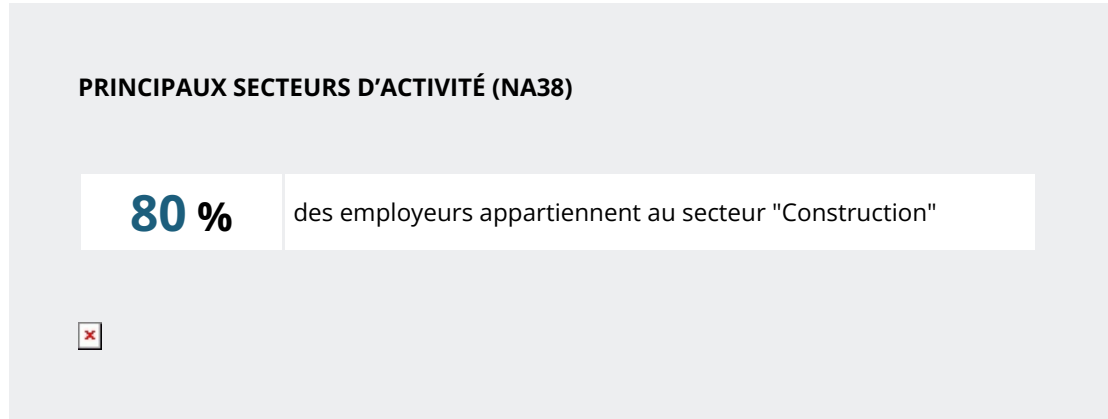 PRINCIPAUX SECTEURS D’ACTIVITÉ (NA38)
80 %
des employeurs appartiennent au secteur "Construction"